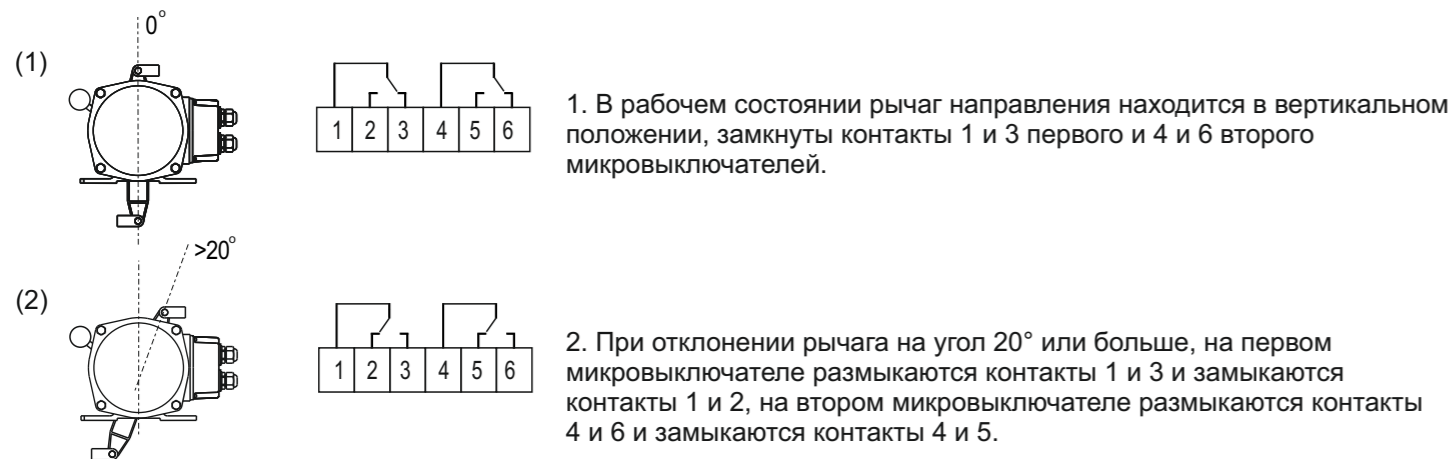 0°
(1)
1 2 3 4 5 6
1. В рабочем состоянии рычаг направления находится в вертикальном
положении, замкнуты контакты 1 и 3 первого и 4 и 6 второго
микровыключателей.
>20°
(2)
1 2 3 4 5 6
2. При отклонении рычага на угол 20° или больше, на первом
микровыключателе размыкаются контакты 1 и 3 и замыкаются
контакты 1 и 2, на втором микровыключателе размыкаются контакты
4 и 6 и замыкаются контакты 4 и 5.